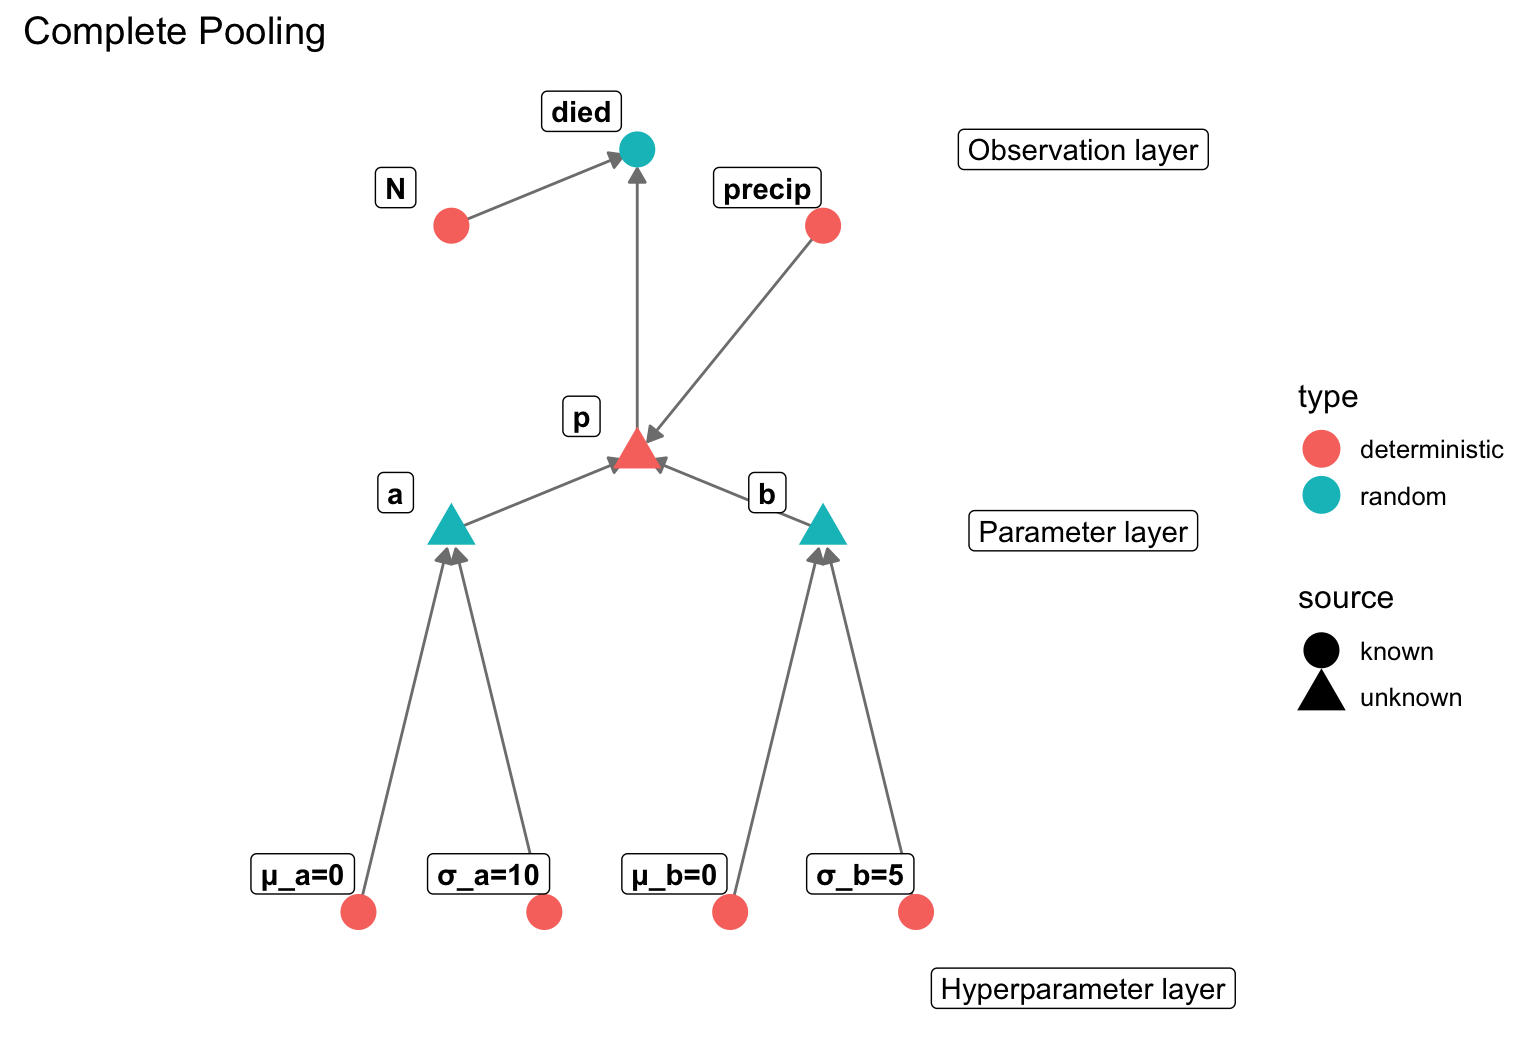 Complete Pooling
died
Observation layer
N
precip
p
a
b
Parameter layer
type
deterministic
random
source
known
unknown
μ_a=0
σ_a=10
μ_b=0
σ_b=5
Hyperparameter layer